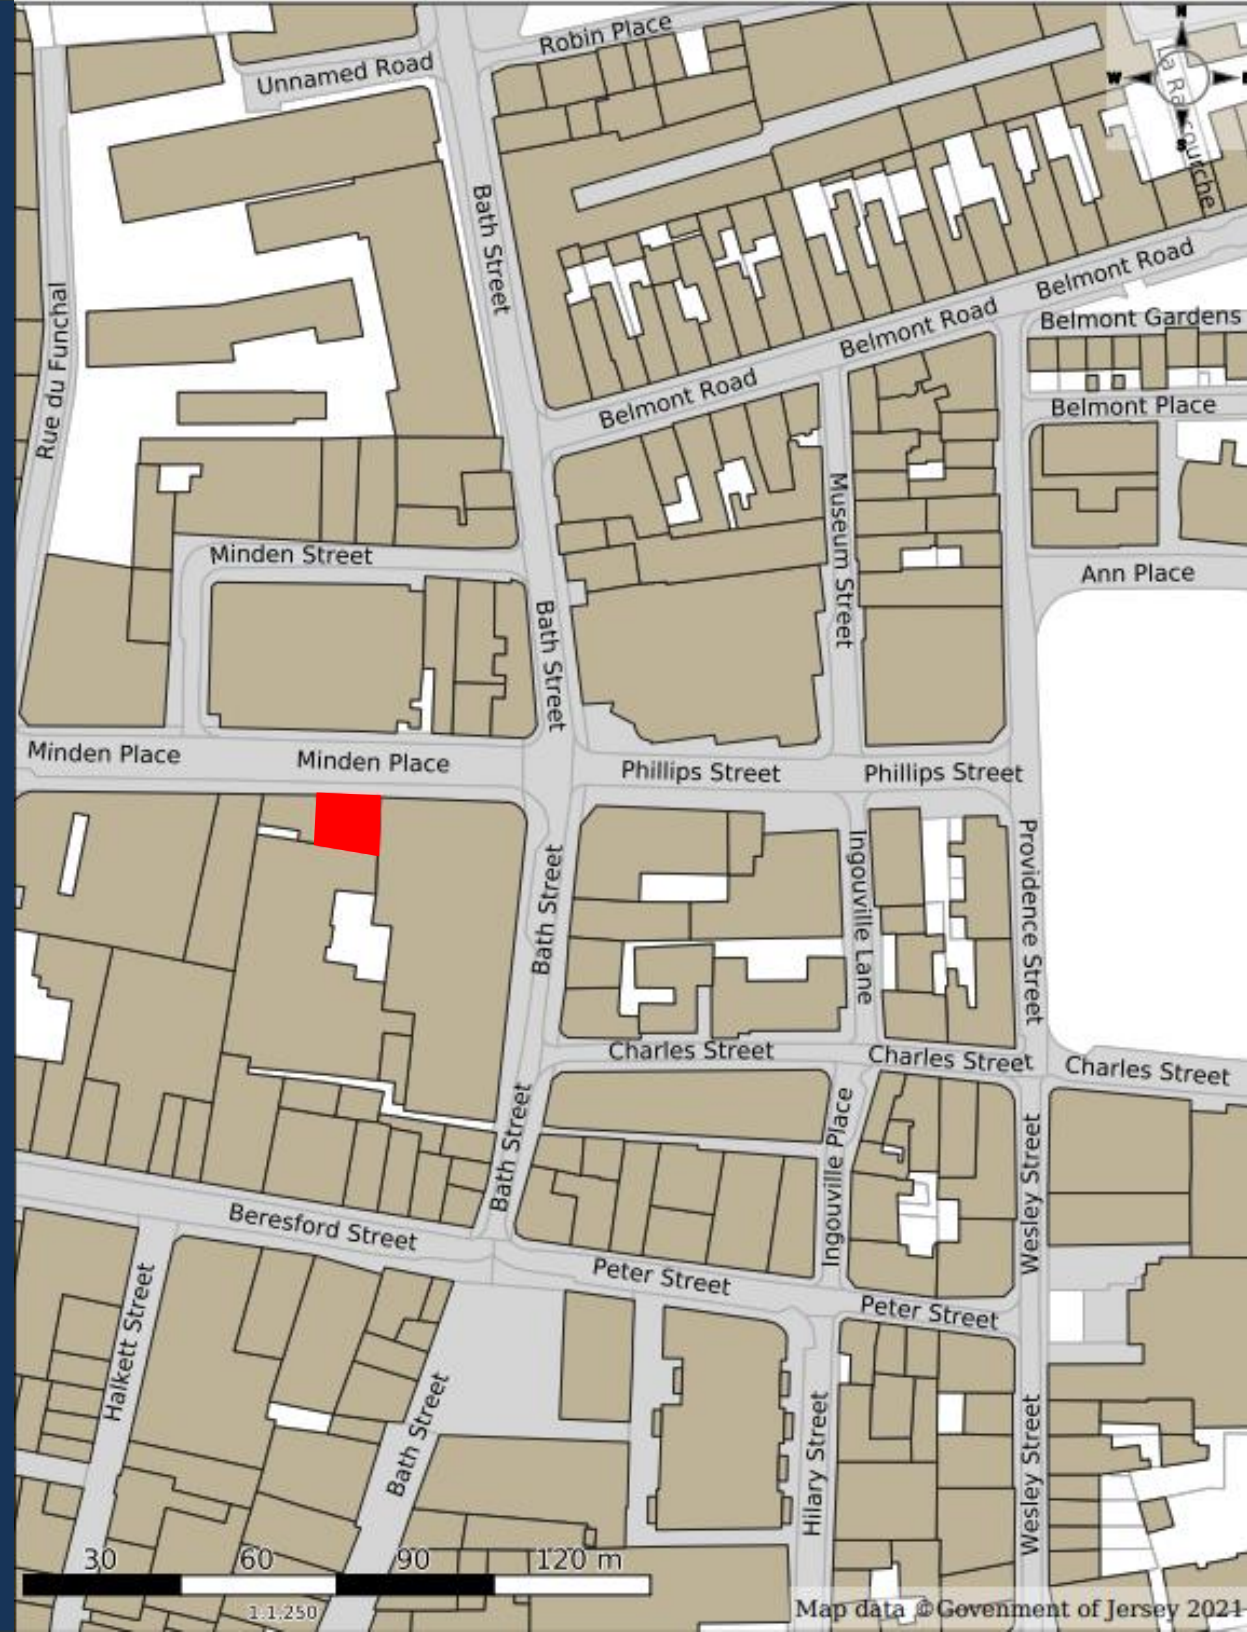 Robin Place
N
Unnamed Road
W
S
Bath Street
Belmont Road
Rue du Funchal
Belmont Gardens
Belmont Road
Belmont Road
Belmont Place
Museum Street
Minden Street
Ann Place
Bath Street
Minden Place
Minden Place
Phillips Street
Phillips Street
Ingouville Lane
Providence Street
Bath Street
Charles Street
Charles Street
Charles Street
Bath Street
Ingouville Place
Wesley Street
Beresford Street
Peter Street
Peter Street
Halkett Street
Bath Street
Hilary Street
Wesley Street
30 60 90 120 m
1:1,250
Map data ©Govenment of Jersey 2021